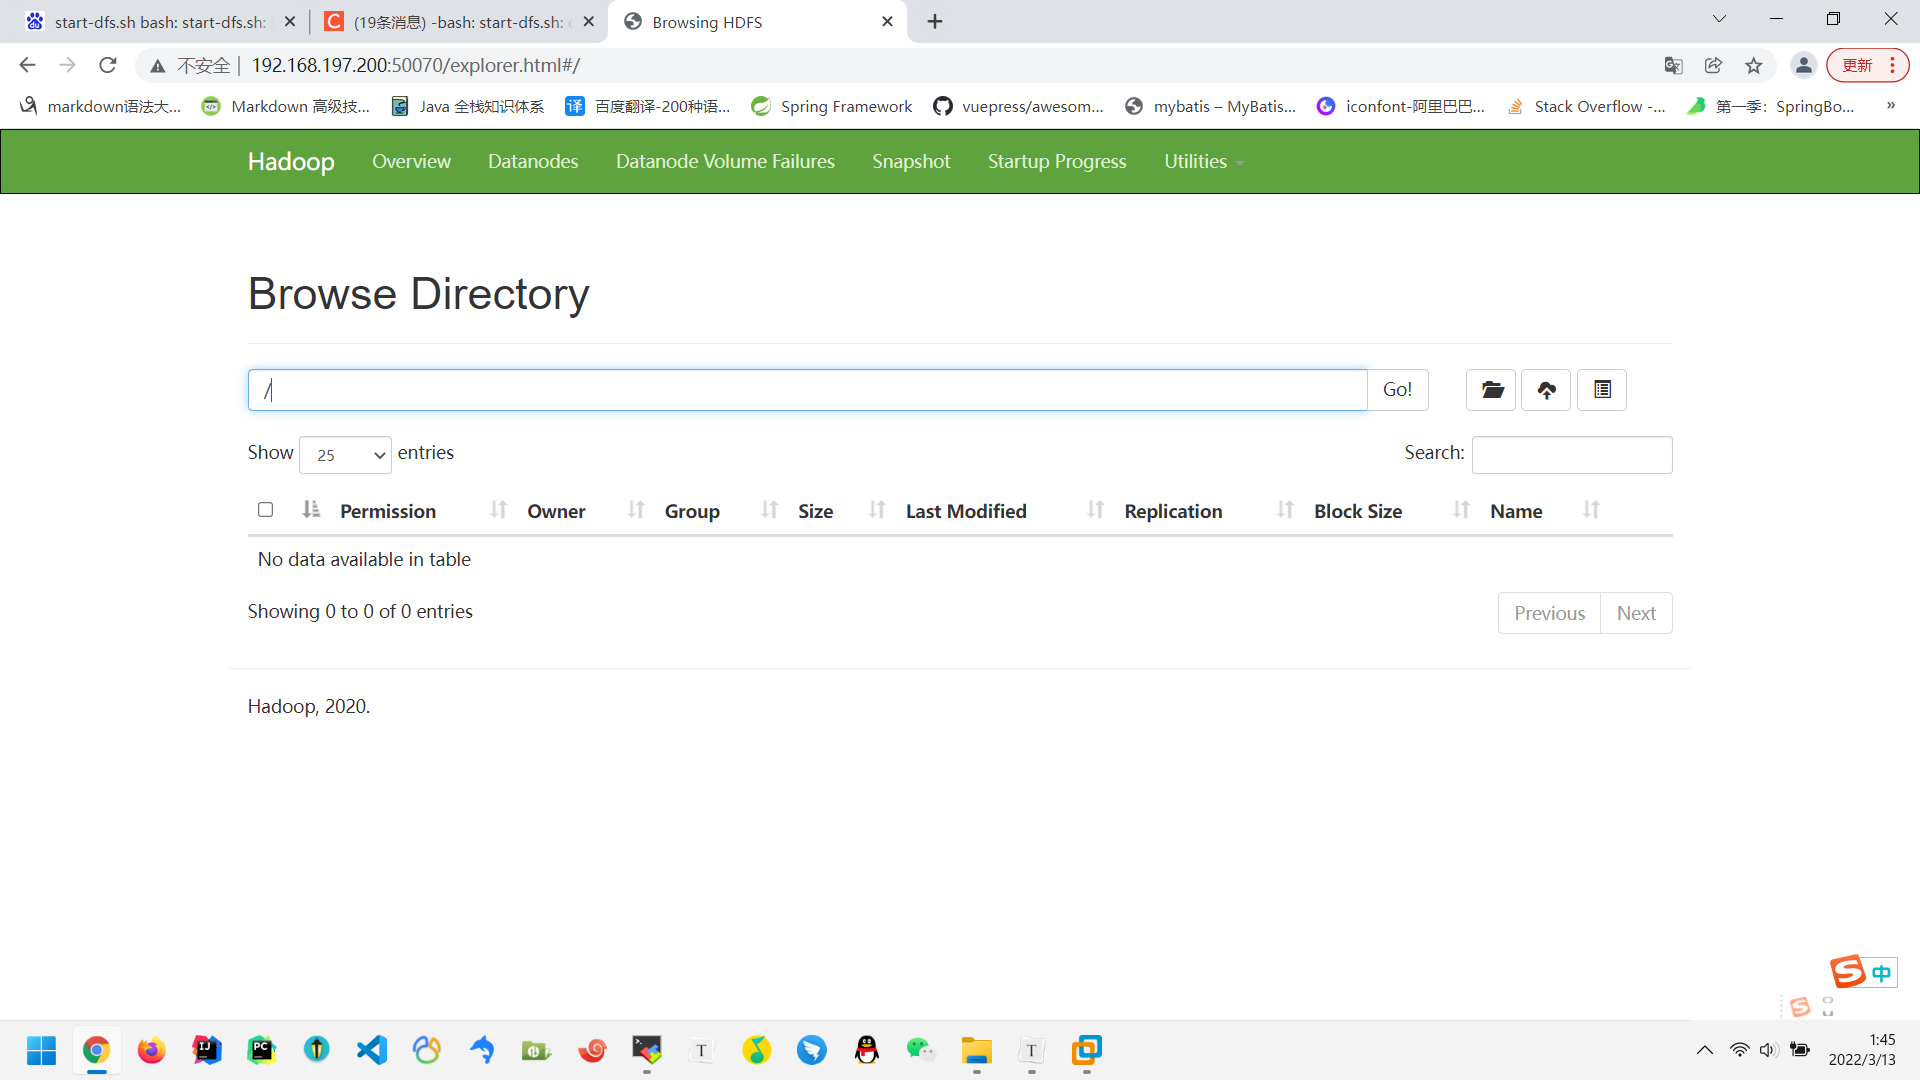 start-dfs.sh bash: start-dfs.sh:
(19条消息) -bash: start-dfs.sh:
Browsing HDFS
不安全 | 192.168.197.200:50070/explorer.html#/
更新
markdown语法大... Markdown 高级技... Java 全栈知识体系 百度翻译-200种语... Spring Framework vuepress/awesom... mybatis – MyBatis... iconfont-阿里巴巴... Stack Overflow -... 第一季：SpringBo... »
Hadoop Overview Datanodes Datanode Volume Failures Snapshot Startup Progress Utilities
Browse Directory
/ Go!
Show 25 entries Search:
Permission Owner Group Size Last Modified Replication Block Size Name
No data available in table
Showing 0 to 0 of 0 entries Previous Next
Hadoop, 2020.
中
1:45
2022/3/13